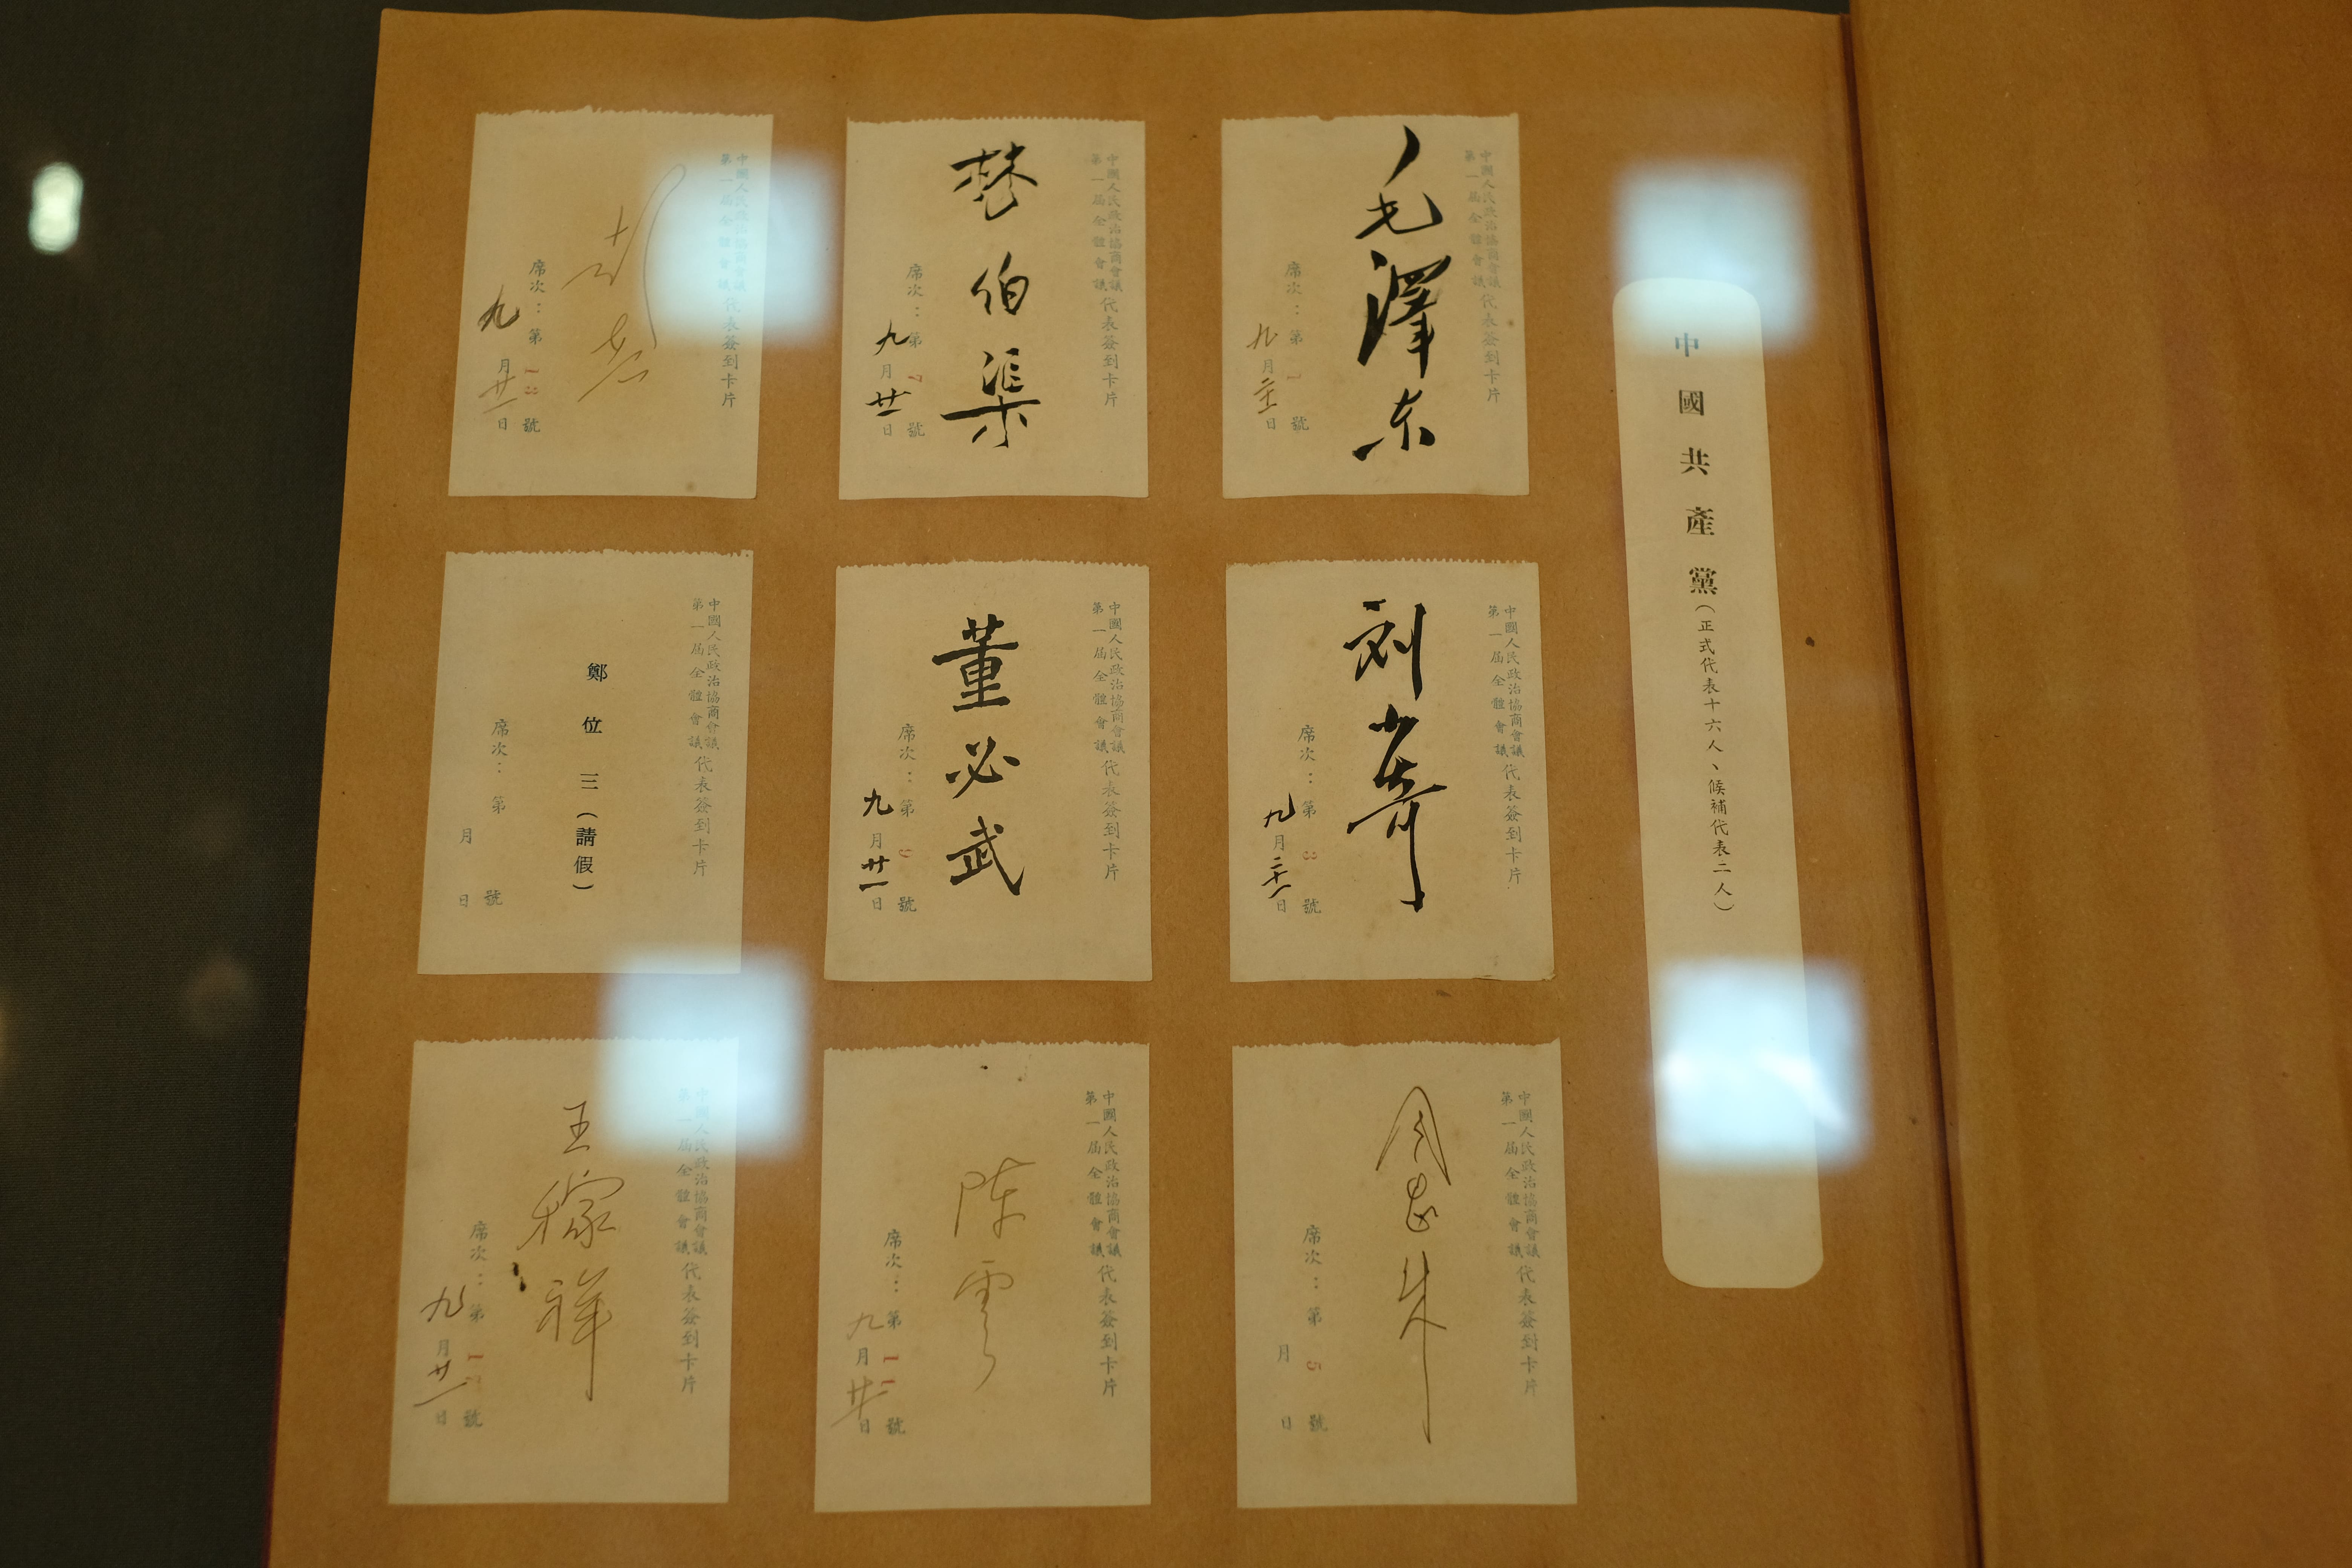 中國共產黨(正式代表十六人、候補代表二人)
中國人民政治協商會議
第一屆全體會議
代表簽到卡片
毛澤东
席次:第1號
九月二十一日
中國人民政治協商會議
第一屆全體會議
代表簽到卡片
刘少奇
席次:第3號
九月二十一日
中國人民政治協商會議
第一屆全體會議
代表簽到卡片
周恩来
席次:第5號
月 日
中國人民政治協商會議
第一屆全體會議
代表簽到卡片
林伯渠
席次:第7號
九月廿一日
中國人民政治協商會議
第一屆全體會議
代表簽到卡片
董必武
席次:第9號
九月廿一日
中國人民政治協商會議
第一屆全體會議
代表簽到卡片
陈雲
席次:第11號
九月廿一日
中國人民政治協商會議
第一屆全體會議
代表簽到卡片
席次:第13號
九月廿一日
中國人民政治協商會議
第一屆全體會議
代表簽到卡片
鄭位三(請假)
席次:第 號
月 日
中國人民政治協商會議
第一屆全體會議
代表簽到卡片
王稼祥
席次:第 號
九月廿一日